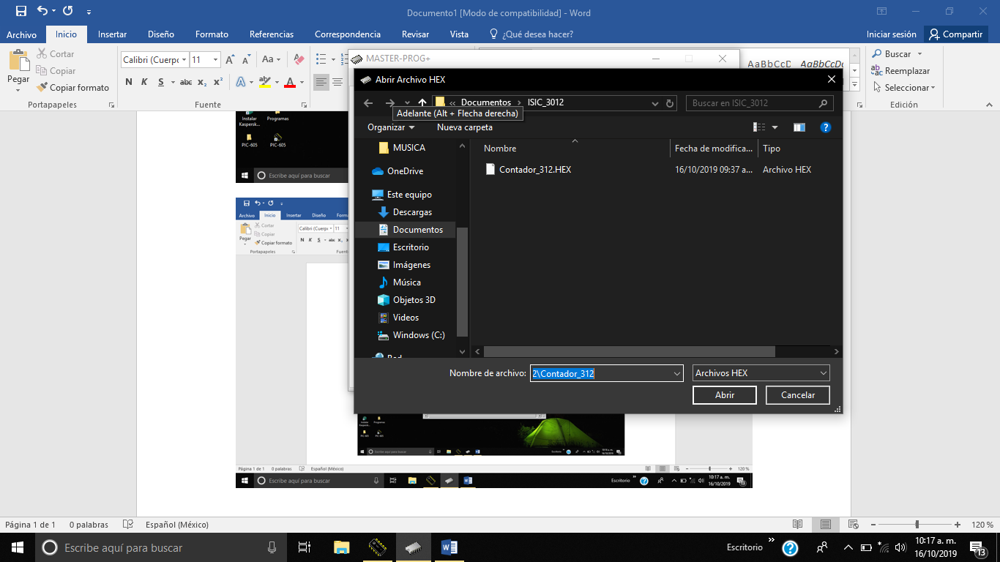 Documento1 [Modo de compatibilidad] - Word
Archivo Inicio Insertar Diseño Formato Referencias Correspondencia Revisar Vista ¿Qué desea hacer? Iniciar sesión Compartir
Pegar
Cortar
Copiar
Copiar formato
Portapapeles
Calibri (Cuerpo 11
N K S abc x₂ x²
Fuente
AaBbCcD AaBbCcDc
Buscar
Reemplazar
Seleccionar
Edición
MASTER-PROG+
Abrir Archivo HEX
« Documentos ISIC_3012
Buscar en ISIC_3012
Adelante (Alt + Flecha derecha)
Organizar Nueva carpeta
MUSICA
OneDrive
Este equipo
Descargas
Documentos
Escritorio
Imágenes
Música
Objetos 3D
Videos
Windows (C:)
Red
Nombre Fecha de modifica... Tipo
Contador_312.HEX 16/10/2019 09:37 a... Archivo HEX
Nombre de archivo: 2\Contador_312 Archivos HEX
Abrir Cancelar
Instalar Kaspersk... Programas
PIC-605 PIC-605
Escribe aquí para buscar
Archivo Inicio Insertar Diseño
Pegar
Cortar
Copiar
Copiar formato
Portapapeles
Calibri (Cuerp 11
N K S abc
Página 1 de 1 0 palabras Español (México) 120 %
Escribe aquí para buscar Escritorio 10:17 a. m.
16/10/2019
Página 1 de 1 0 palabras Español (México) 120 %
Escribe aquí para buscar Escritorio 10:17 a. m.
16/10/2019 13